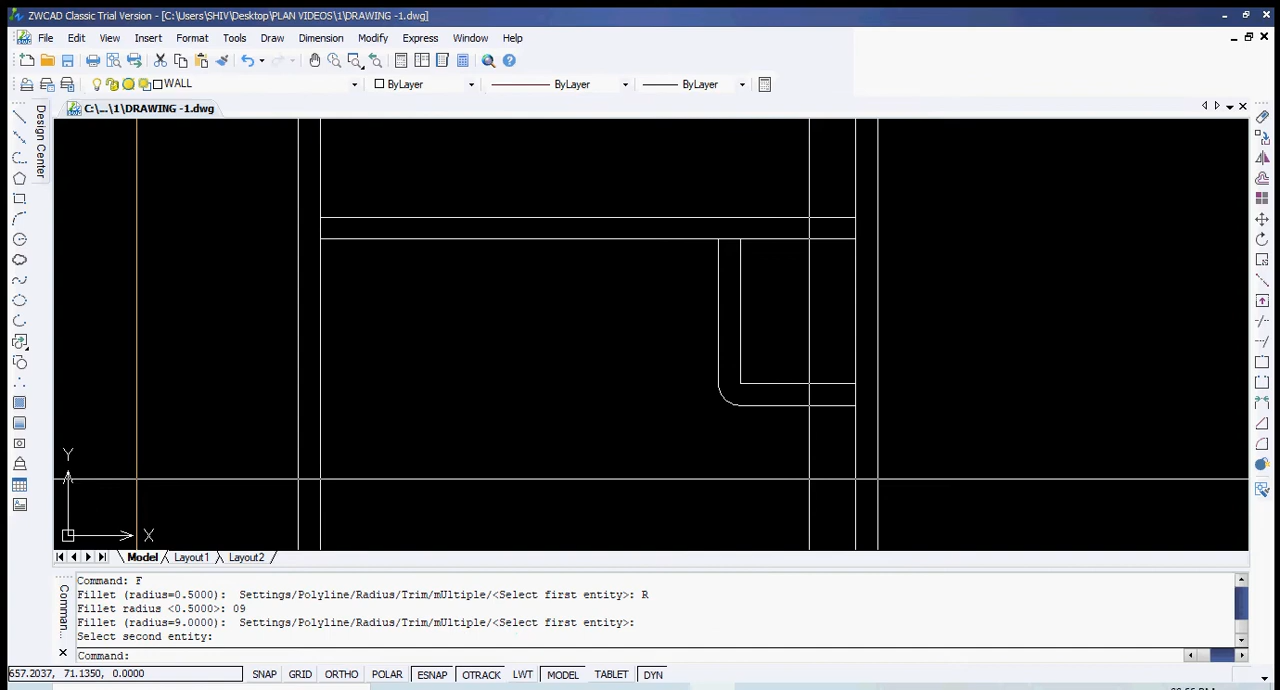 ZWCAD Classic Trial Version - [C:\Users\SHIV\Desktop\PLAN VIDEOS\1\DRAWING -1.dwg]
File Edit View Insert Format Tools Draw Dimension Modify Express Window Help
WALL ByLayer ByLayer ByLayer
C:\...\1\DRAWING -1.dwg
Design Center
Y
X
Model Layout1 Layout2
Comman...
Command: F
Fillet (radius=0.5000): Settings/Polyline/Radius/Trim/mUltiple/<Select first entity>: R
Fillet radius <0.5000>: 09
Fillet (radius=9.0000): Settings/Polyline/Radius/Trim/mUltiple/<Select first entity>:
Select second entity:
Command:
657.2037, 71.1350, 0.0000 SNAP GRID ORTHO POLAR ESNAP OTRACK LWT MODEL TABLET DYN